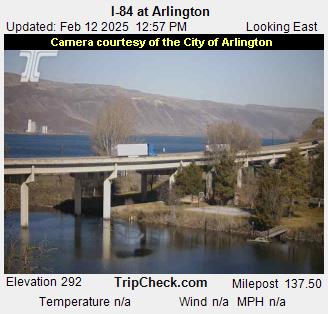 I-84 at Arlington
Updated: Feb 12 2025 12:57 PM Looking East
Camera courtesy of the City of Arlington
Elevation 292 TripCheck.com Milepost 137.50
Temperature n/a Wind n/a MPH n/a